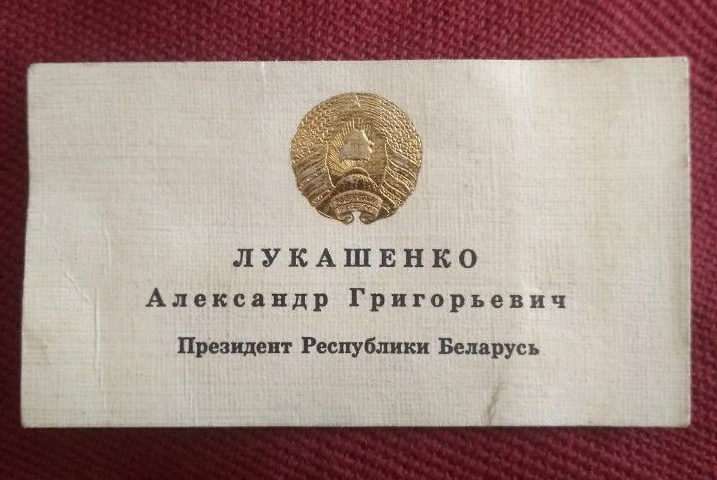 ЛУКАШЕНКО
Александр Григорьевич
Президент Республики Беларусь